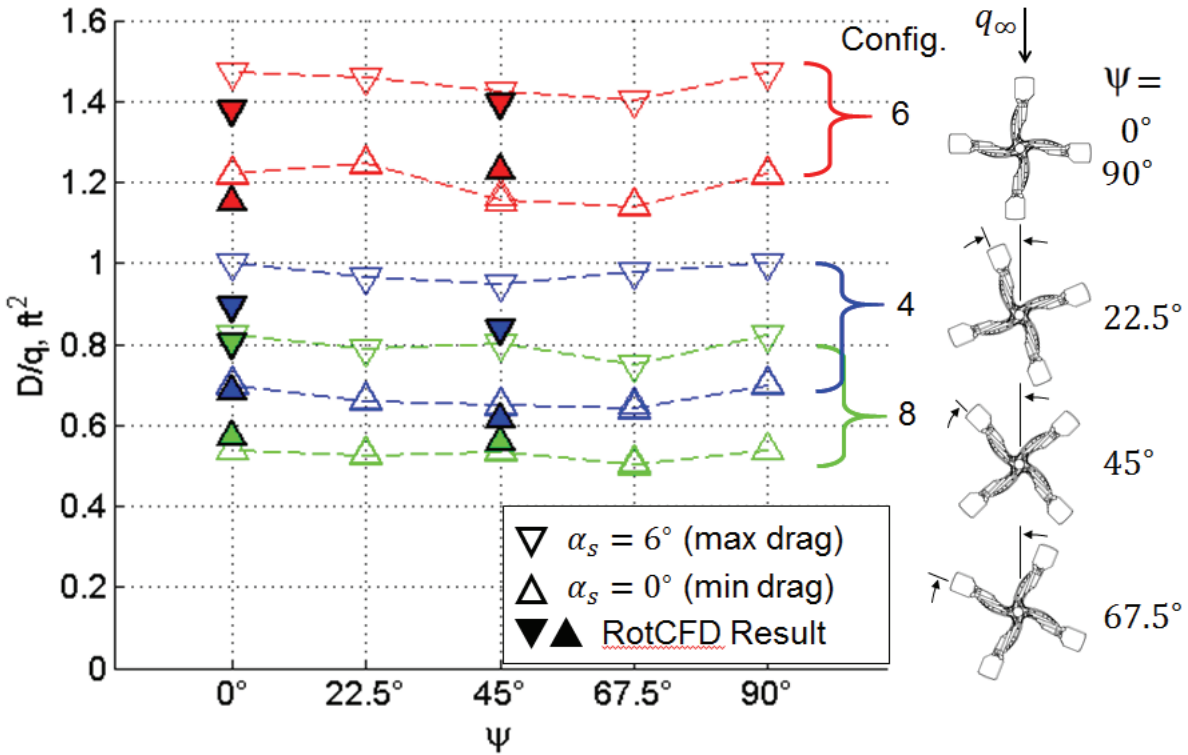 1.6
1.4
1.2
1
0.8
0.6
0.4
0.2
0
D/q, ft²
0°
22.5°
45°
67.5°
90°
Ψ
Config.
6
4
8
αₛ = 6° (max drag)
αₛ = 0° (min drag)
RotCFD Result
q∞
Ψ =
0°
90°
22.5°
45°
67.5°